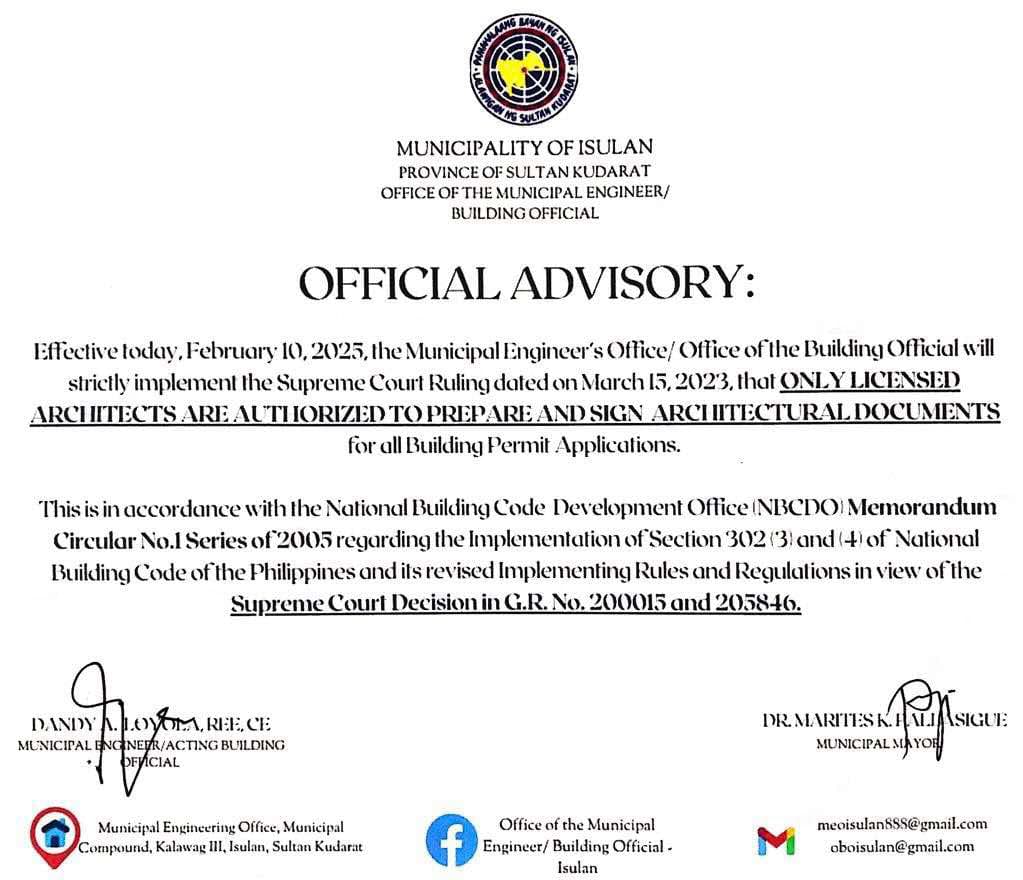 PAMAHALAANG BAYAN NG ISULAN
LALAWIGAN NG SULTAN KUDARAT
MUNICIPALITY OF ISULAN
PROVINCE OF SULTAN KUDARAT
OFFICE OF THE MUNICIPAL ENGINEER/
BUILDING OFFICIAL
OFFICIAL ADVISORY:
Effective today, February 10, 2025, the Municipal Engineer's Office/ Office of the Building Official will
strictly implement the Supreme Court Ruling dated on March 15, 2023, that ONLY LICENSED
ARCHITECTS ARE AUTHORIZED TO PREPARE AND SIGN ARCHITECTURAL DOCUMENTS
for all Building Permit Applications.
This is in accordance with the National Building Code Development Office (NBCDO) Memorandum
Circular No.1 Series of 2005 regarding the Implementation of Section 302 (3) and (4) of National
Building Code of the Philippines and its revised Implementing Rules and Regulations in view of the
Supreme Court Decision in G.R. No. 200015 and 205846.
DANDY A. LOYOLA, REE, CE
MUNICIPAL ENGINEER/ACTING BUILDING
OFFICIAL
DR. MARITES K. PALLASIGUE
MUNICIPAL MAYOR
Municipal Engineering Office, Municipal
Compound, Kalawag III, Isulan, Sultan Kudarat
Office of the Municipal
Engineer/ Building Official -
Isulan
meoisulan888@gmail.com
oboisulan@gmail.com